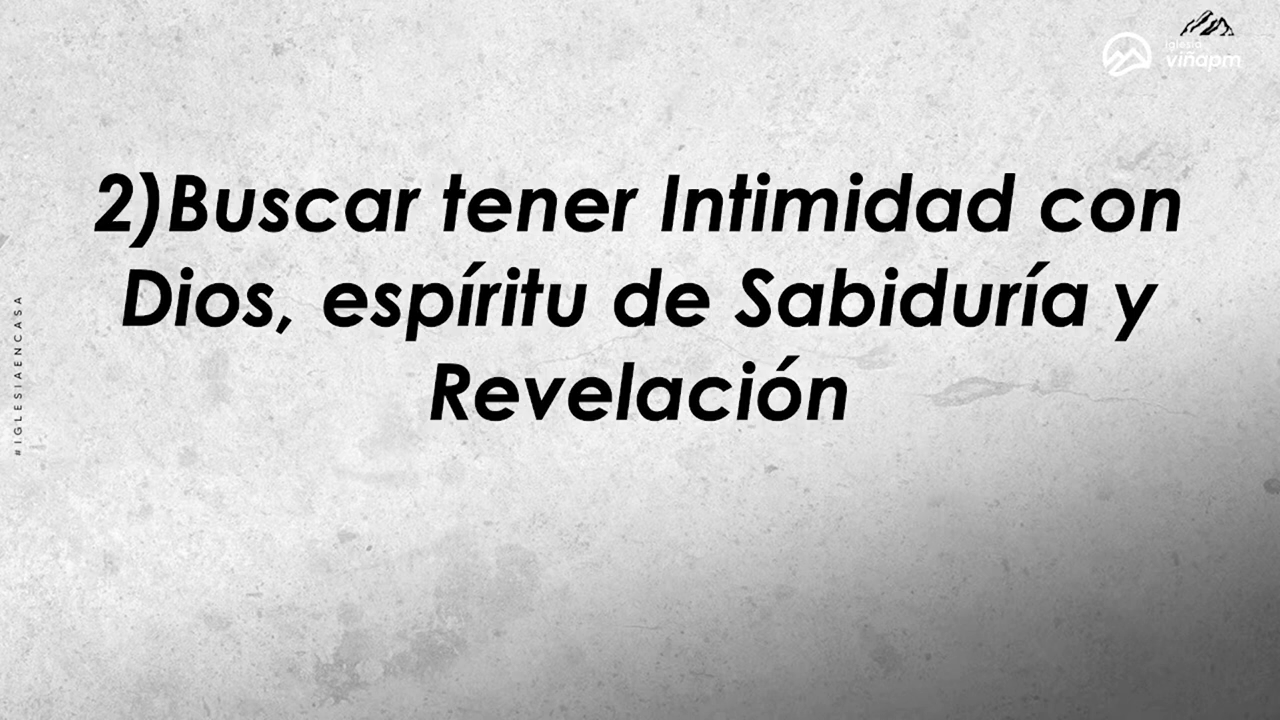 iglesia
viñapm
2)Buscar tener Intimidad con
Dios, espíritu de Sabiduría y
Revelación
#IGLESIAENCASA